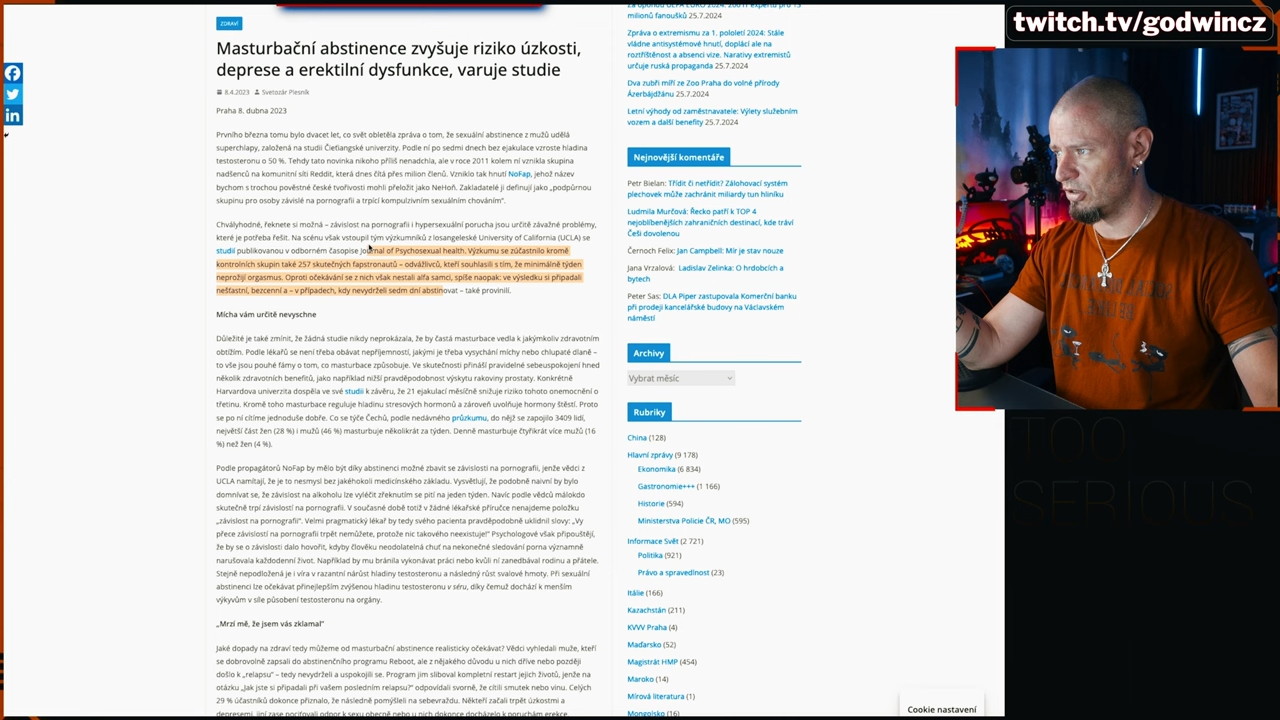 twitch.tv/godwincz
ZDRAVÍ
Masturbační abstinence zvyšuje riziko úzkosti,
deprese a erektilní dysfunkce, varuje studie
8.4.2023 Svetozár Plesník
Praha 8. dubna 2023
Prvního března tomu bylo dvacet let, co svět obletěla zpráva o tom, že sexuální abstinence z mužů udělá
superchlapy, založená na studii Čeťiangské univerzity. Podle ní po sedmi dnech bez ejakulace vzroste hladina
testosteronu o 50 %. Tehdy tato novinka nikoho příliš nenadchla, ale v roce 2011 kolem ní vznikla skupina
nadšenců na komunitní síti Reddit, která dnes čítá přes milion členů. Vzniklo tak hnutí NoFap, jehož název
bychom s trochou pověstné české tvořivosti mohli přeložit jako NeHoň. Zakladatelé ji definují jako „podpůrnou
skupinu pro osoby závislé na pornografii a trpící kompulzivním sexuálním chováním“.
Chvályhodné, řeknete si možná – závislost na pornografii i hypersexuální porucha jsou určitě závažné problémy,
které je potřeba řešit. Na scénu však vstoupil tým výzkumníků z losangeleské University of California (UCLA) se
studií publikovanou v odborném časopise Journal of Psychosexual health. Výzkumu se zúčastnilo kromě
kontrolních skupin také 257 skutečných fapstronautů – odvážlivců, kteří souhlasili s tím, že minimálně týden
neprožijí orgasmus. Oproti očekávání se z nich však nestali alfa samci, spíše naopak: ve výsledku si připadali
nešťastní, bezcenní a – v případech, kdy nevydrželi sedm dní abstinovat – také provinilí.
Mícha vám určitě nevyschne
Důležité je také zmínit, že žádná studie nikdy neprokázala, že by častá masturbace vedla k jakýmkoliv zdravotním
obtížím. Podle lékařů se není třeba obávat nepříjemností, jakými je třeba vysychání míchy nebo chlupaté dlaně –
to vše jsou pouhé fámy o tom, co masturbace způsobuje. Ve skutečnosti přináší pravidelné sebeuspokojení hned
několik zdravotních benefitů, jako například nižší pravděpodobnost výskytu rakoviny prostaty. Konkrétně
Harvardova univerzita dospěla ve své studii k závěru, že 21 ejakulací měsíčně snižuje riziko tohoto onemocnění o
třetinu. Kromě toho masturbace reguluje hladinu stresových hormonů a zároveň uvolňuje hormony štěstí. Proto
se po ní cítíme jednoduše dobře. Co se týče Čechů, podle nedávného průzkumu, do nějž se zapojilo 3409 lidí,
největší část žen (28 %) i mužů (46 %) masturbuje několikrát za týden. Denně masturbuje čtyřikrát více mužů (16
%) než žen (4 %).
Podle propagátorů NoFap by mělo být díky abstinenci možné zbavit se závislosti na pornografii, jenže vědci z
UCLA namítají, že je to nesmysl bez jakéhokoli medicínského základu. Vysvětlují, že podobně naivní by bylo
domnívat se, že závislost na alkoholu lze vyléčit zřeknutím se pití na jeden týden. Navíc podle vědců málokdo
skutečně trpí závislostí na pornografii. V současné době totiž v žádné lékařské příručce nenajdeme položku
„závislost na pornografii“. Velmi pragmatický lékař by tedy svého pacienta pravděpodobně uklidnil slovy: „Vy
přece závislostí na pornografii trpět nemůžete, protože nic takového neexistuje!“ Psychologové však připouštějí,
že by se o závislosti dalo hovořit, kdyby člověku neodolatelná chuť na nekonečné sledování porna významně
narušovala každodenní život. Například by mu bránila vykonávat práci nebo kvůli ní zanedbával rodinu a přátele.
Stejně nepodložená je i víra v razantní nárůst hladiny testosteronu a následný růst svalové hmoty. Při sexuální
abstinenci lze očekávat přinejlepším zvýšenou hladinu testosteronu v séru, díky čemuž dochází k menším
výkyvům v síle působení testosteronu na orgány.
„Mrzí mě, že jsem vás zklamal“
Jaké dopady na zdraví tedy můžeme od masturbační abstinence realisticky očekávat? Vědci vyhledali muže, kteří
se dobrovolně zapsali do abstinenčního programu Reboot, ale z nějakého důvodu u nich dříve nebo později
došlo k „relapsu“ – tedy nevydrželi a uspokojili se. Program jim sliboval kompletní restart jejich životů, jenže na
otázku „Jak jste si připadali při vašem posledním relapsu?“ odpovídali svorně, že cítili smutek nebo vinu. Celých
29 % účastníků dokonce přiznalo, že následně pomýšleli na sebevraždu. Někteří začali trpět úzkostmi a
depresemi, jiní zase pociťovali odpor k sexu obecně nebo u nich dokonce docházelo k poruchám erekce.
milionů fanoušků 25.7.2024
Zpráva o extremismu za 1. pololetí 2024: Stále
vládne antisystémové hnutí, doplácí ale na
roztříštěnost a absenci vize. Narativy extremistů
určuje ruská propaganda 25.7.2024
Dva zubři míří ze Zoo Praha do volné přírody
Ázerbájdžánu 25.7.2024
Letní výhody od zaměstnavatele: Výlety služebním
vozem a další benefity 25.7.2024
Nejnovější komentáře
Petr Bielan: Třídit či netřídit? Zálohovací systém
plechovek může zachránit miliardy tun hliníku
Ludmila Murčová: Řecko patří k TOP 4
nejoblíbenějších zahraničních destinací, kde tráví
Češi dovolenou
Černoch Felix: Jan Campbell: Mír je stav nouze
Jana Vrzalová: Ladislav Zelinka: O hrdobcích a
bytech
Peter Sas: DLA Piper zastupovala Komerční banku
při prodeji kancelářské budovy na Václavském
náměstí
Archivy
Vybrat měsíc
Rubriky
China (128)
Hlavní zprávy (9 178)
Ekonomika (6 834)
Gastronomie+++ (1 166)
Historie (594)
Ministerstva Policie ČR, MO (595)
Informace Svět (2 721)
Politika (921)
Právo a spravedlnost (23)
Itálie (166)
Kazachstán (211)
KVVV Praha (4)
Maďarsko (52)
Magistrát HMP (454)
Maroko (14)
Mírová literatura (1)
Mongolsko (16)
Cookie nastavení
TOO
SERIOUS